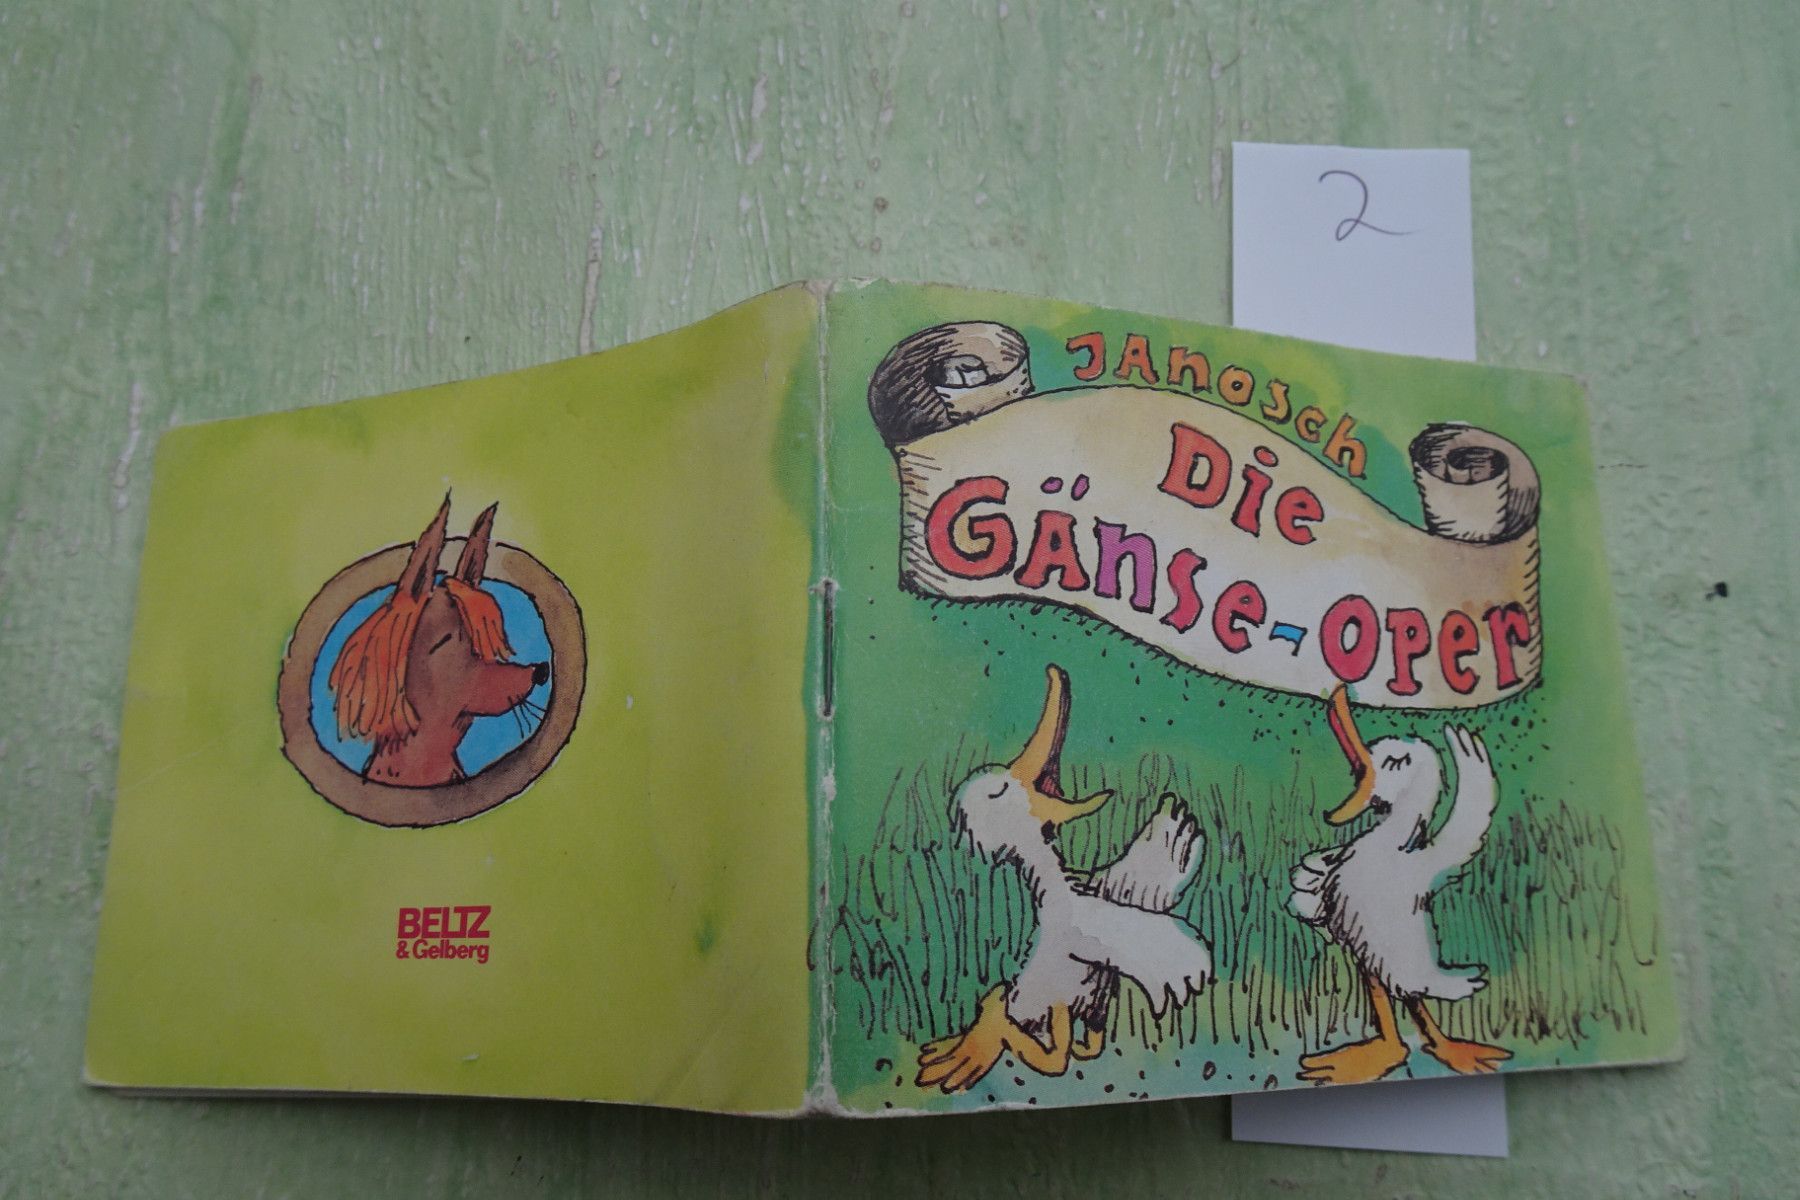 2
JANOSCH
Die
GÄNSE-OPER
BELTZ
& Gelberg